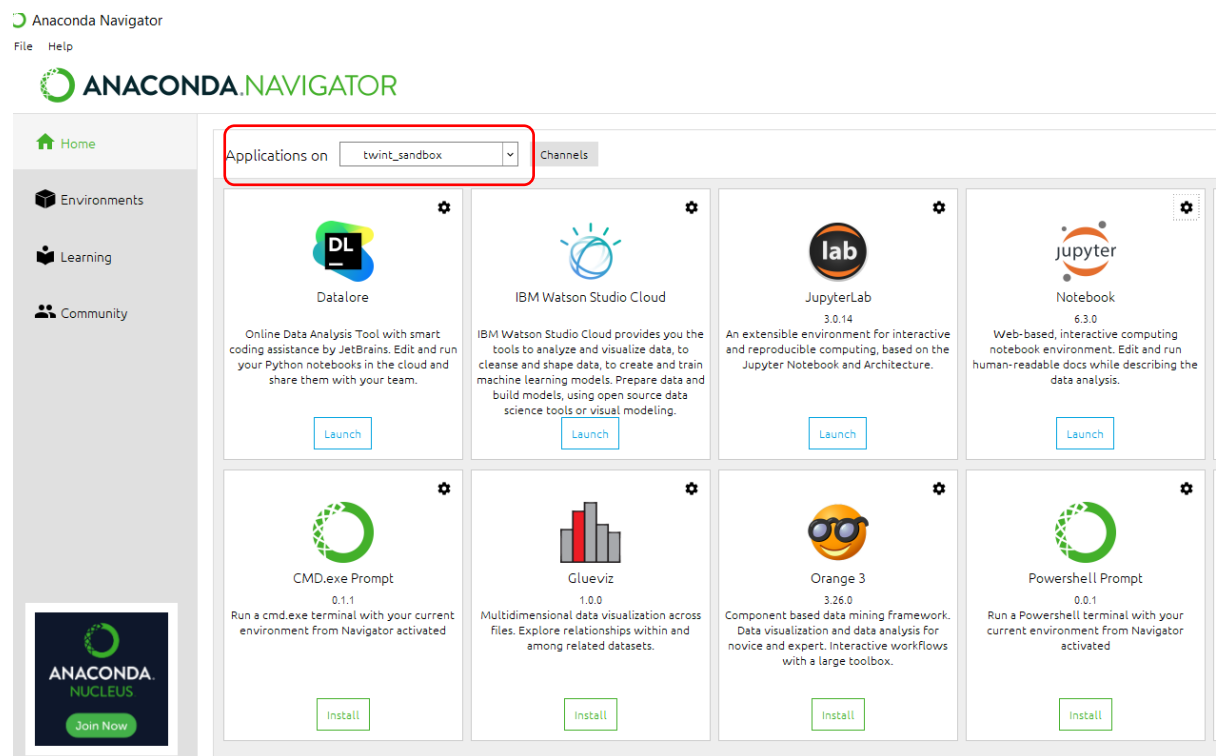 Anaconda Navigator
File Help
ANACONDA.NAVIGATOR
Home
Environments
Learning
Community
Applications on twint_sandbox Channels
DL
Datalore
Online Data Analysis Tool with smart
coding assistance by JetBrains. Edit and run
your Python notebooks in the cloud and
share them with your team.
Launch
IBM Watson Studio Cloud
IBM Watson Studio Cloud provides you the
tools to analyze and visualize data, to
cleanse and shape data, to create and train
machine learning models. Prepare data and
build models, using open source data
science tools or visual modeling.
Launch
lab
JupyterLab
3.0.14
An extensible environment for interactive
and reproducible computing, based on the
Jupyter Notebook and Architecture.
Launch
jupyter
Notebook
6.3.0
Web-based, interactive computing
notebook environment. Edit and run
human-readable docs while describing the
data analysis.
Launch
CMD.exe Prompt
0.1.1
Run a cmd.exe terminal with your current
environment from Navigator activated
Install
Glueviz
1.0.0
Multidimensional data visualization across
files. Explore relationships within and
among related datasets.
Install
Orange 3
3.26.0
Component based data mining framework.
Data visualization and data analysis for
novice and expert. Interactive workflows
with a large toolbox.
Install
Powershell Prompt
0.0.1
Run a Powershell terminal with your
current environment from Navigator
activated
Install
ANACONDA.
NUCLEUS
Join Now